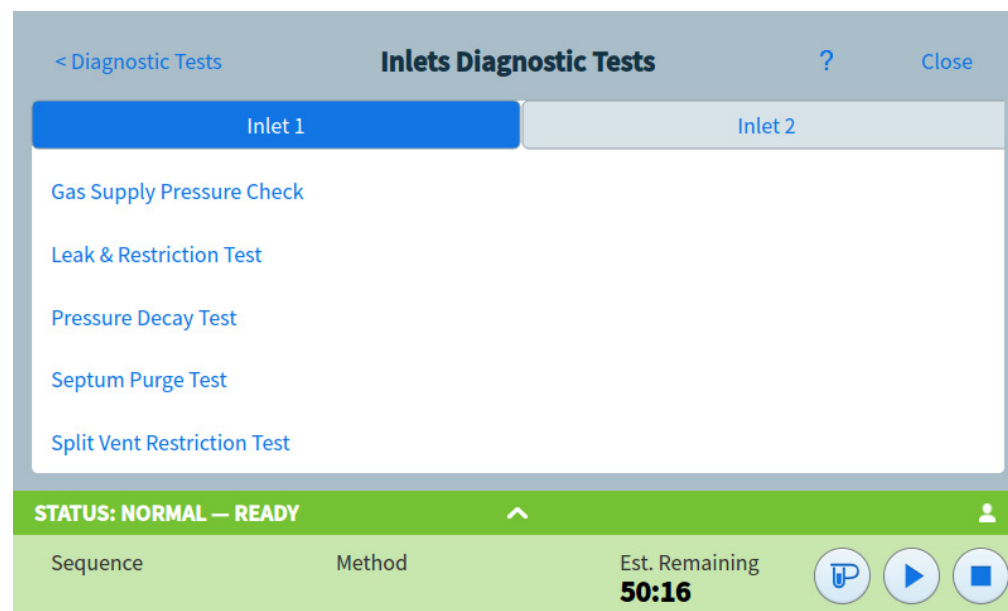 < Diagnostic Tests Inlets Diagnostic Tests ? Close
Inlet 1 Inlet 2
Gas Supply Pressure Check
Leak & Restriction Test
Pressure Decay Test
Septum Purge Test
Split Vent Restriction Test
STATUS: NORMAL — READY
Sequence Method Est. Remaining
50:16